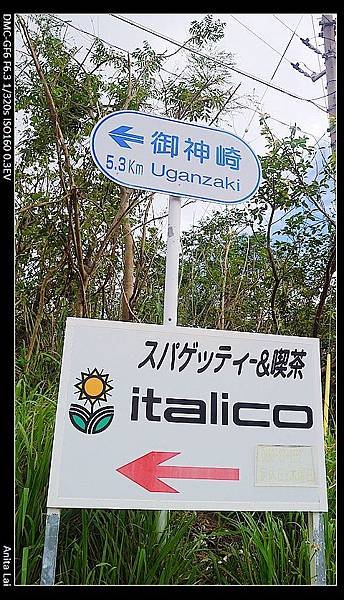 DMC-GF6 F6.3 1/320s ISO160 0.3EV
御神崎
5.3Km Uganzaki
スパゲッティー&喫茶
italico
Anita Lai